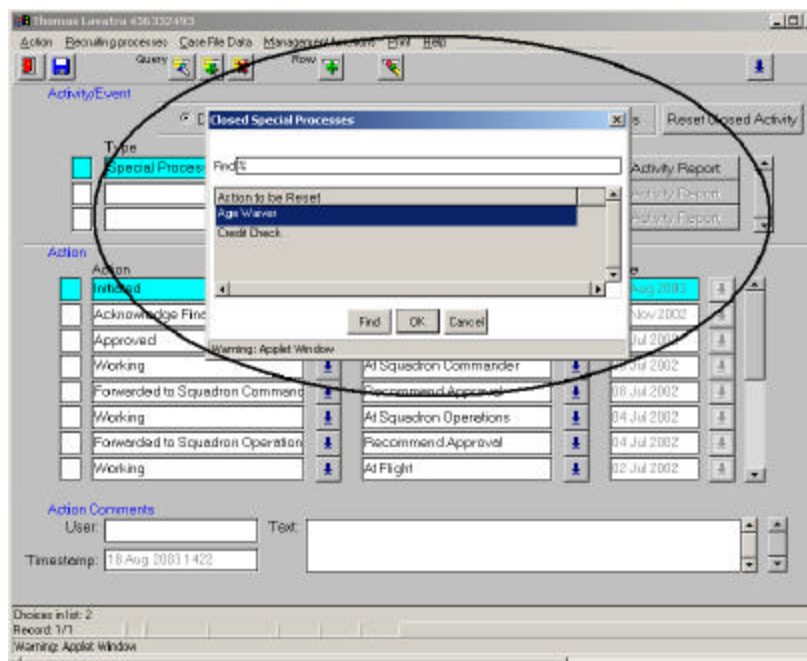 Thomas Lavatra 436332493
Action Recruiting processes Case File Data Management functions Print Help
Query Row
Activity/Event
Reset Closed Activity
Type
Closed Special Processes
Find %
Special Process
Activity Report
Activity Report
Activity Report
Action to be Reset
Age Waiver
Credit Check
Find OK Cancel
Warning: Applet Window
Action
Action
Initiated Aug 2003
Acknowledge Find Nov 2002
Approved Jul 2002
Working At Squadron Commander Jul 2002
Forwarded to Squadron Command Recommend Approval 08 Jul 2002
Working At Squadron Operations 04 Jul 2002
Forwarded to Squadron Operation Recommend Approval 04 Jul 2002
Working At Flight 02 Jul 2002
Action Comments
User: Text:
Timestamp: 18 Aug 2003 1422
Choices in list: 2
Record: 1/1
Warning: Applet Window